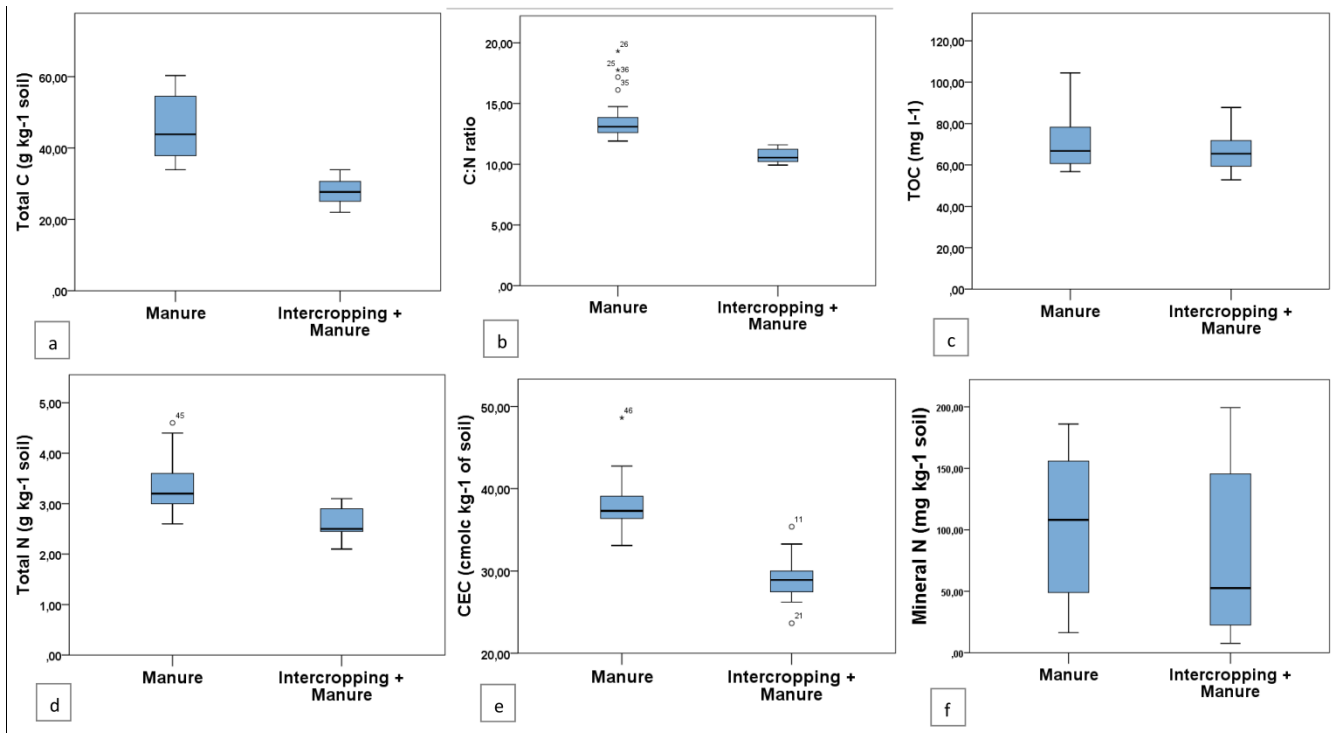 Total C (g kg-1 soil)
60,00
40,00
20,00
,00
Manure
Intercropping +
Manure
a
C:N ratio
20,00
15,00
10,00
5,00
,00
26
25
36
35
Manure
Intercropping +
Manure
b
TOC (mg l-1)
120,00
100,00
80,00
60,00
40,00
20,00
,00
Manure
Intercropping +
Manure
c
Total N (g kg-1 soil)
5,00
4,00
3,00
2,00
1,00
,00
45
Manure
Intercropping +
Manure
d
CEC (cmolc kg-1 of soil)
50,00
40,00
30,00
20,00
46
11
21
Manure
Intercropping +
Manure
e
Mineral N (mg kg-1 soil)
200,00
150,00
100,00
50,00
,00
Manure
Intercropping +
Manure
f